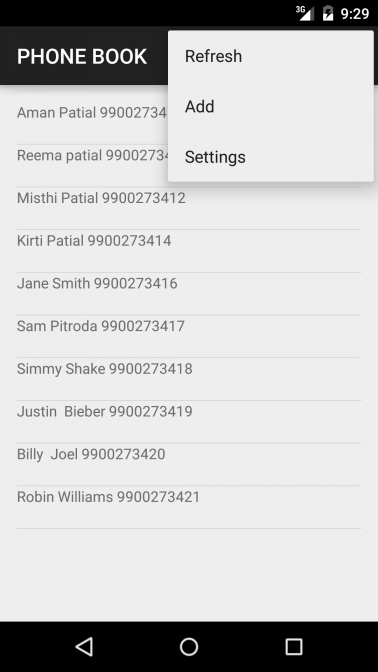 3G 9:29
PHONE BOOK
Refresh
Add
Settings
Aman Patial 99002734
Reema patial 9900273
Misthi Patial 9900273412
Kirti Patial 9900273414
Jane Smith 9900273416
Sam Pitroda 9900273417
Simmy Shake 9900273418
Justin  Bieber 9900273419
Billy  Joel 9900273420
Robin Williams 9900273421